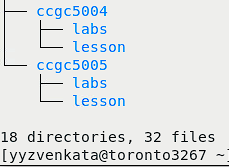 ccgc5004
labs
lesson
ccgc5005
labs
lesson
18 directories, 32 files
[yyzvenkata@toronto3267 ~]